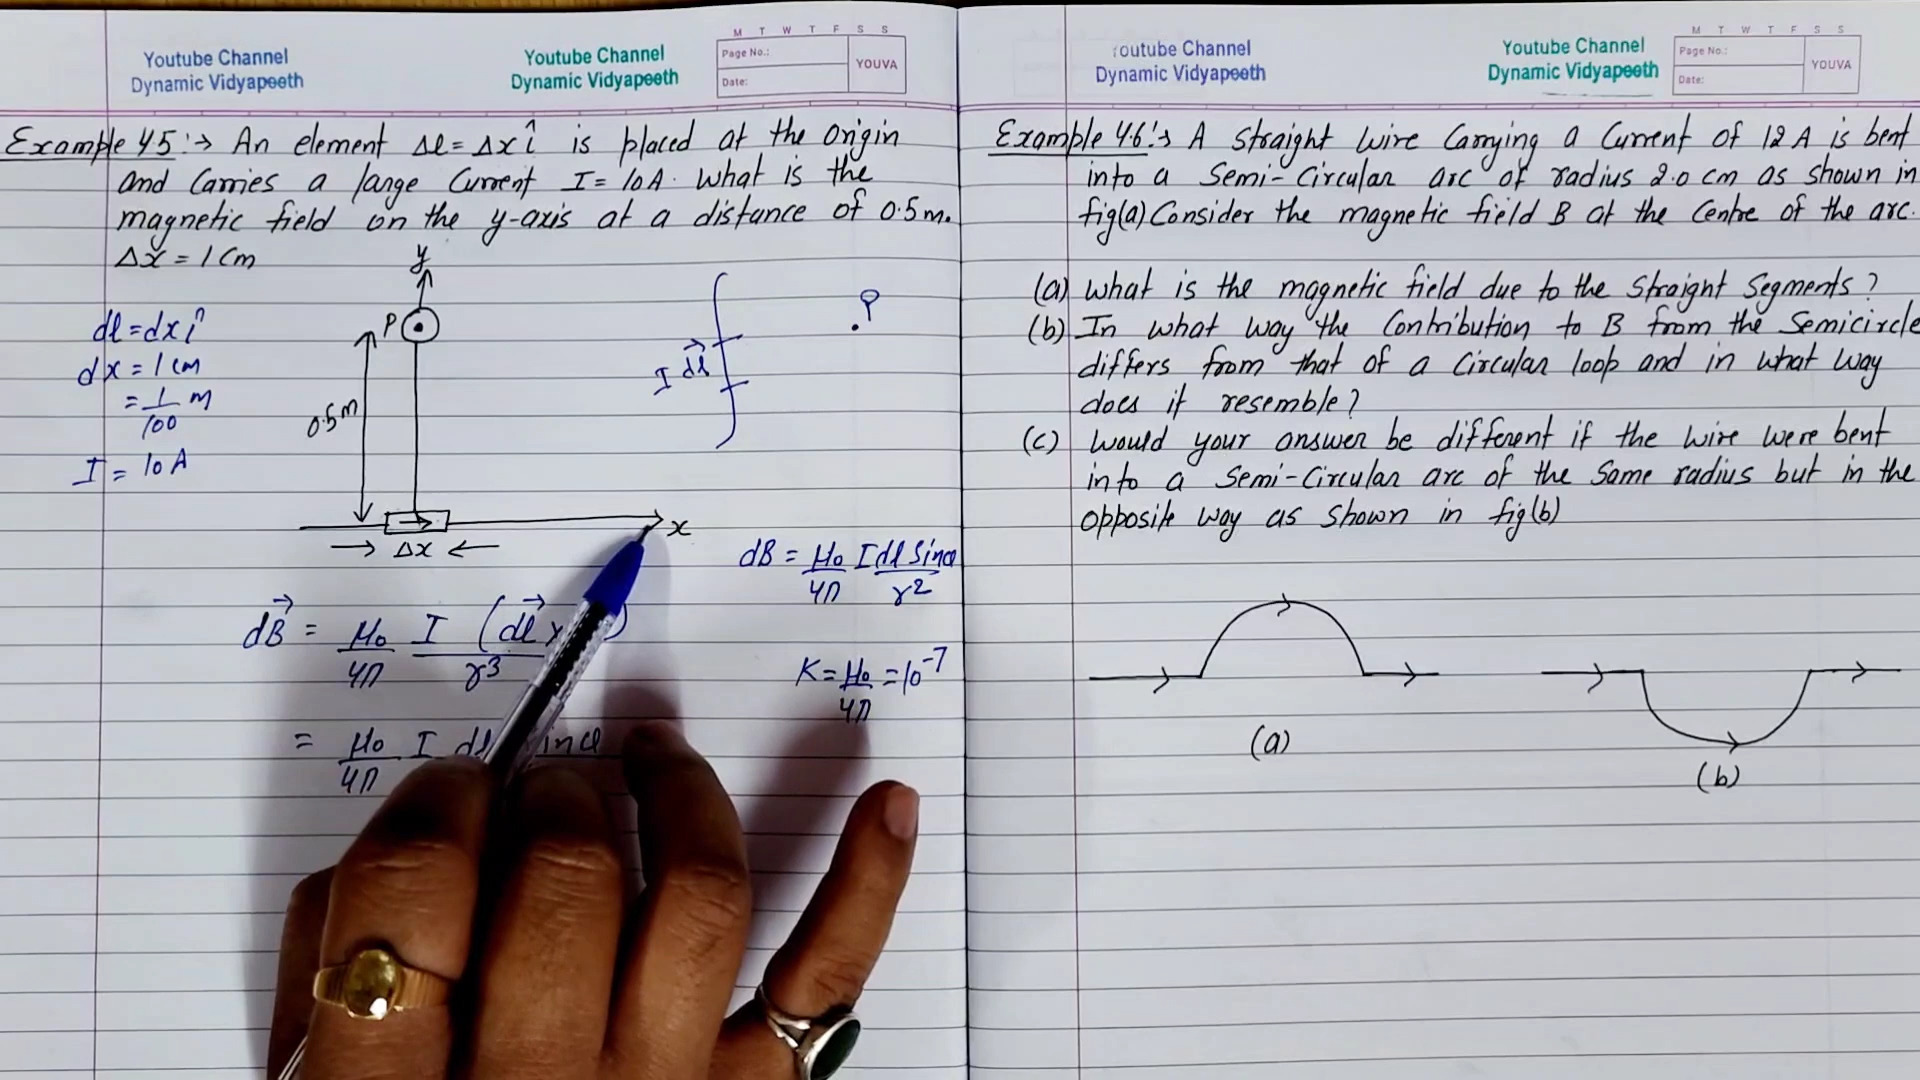 Youtube Channel
Dynamic Vidyapeeth
Youtube Channel
Dynamic Vidyapeeth
M T W T F S S
Page No.:
Date:
YOUVA
Example 4.5:→ An element Δl = Δx î is placed at the origin
and Carries a large Current I = 10A. What is the
magnetic field on the y-axis at a distance of 0.5m.
Δx = 1 Cm
y
P
dl = dx î
dx = 1 cm
= 1/100 m
I = 10 A
0.5m
P
I dl⃗
x
→ Δx ←
dB = μ₀/4π I dl Sinα/r²
dB⃗ = μ₀/4π I (dl⃗ x )/r³
K = μ₀/4π = 10⁻⁷
= μ₀/4π I dl
Youtube Channel
Dynamic Vidyapeeth
Youtube Channel
Dynamic Vidyapeeth
M T W T F S S
Page No.:
Date:
YOUVA
Example 4.6:→ A Straight Wire Carrying a Current of 12 A is bent
into a Semi-Circular arc of radius 2.0 cm as shown in
fig(a) Consider the magnetic field B at the Centre of the arc.
(a) What is the magnetic field due to the Straight Segments?
(b) In what way the Contribution to B from the Semicircle
differs from that of a Circular loop and in what way
does it resemble?
(c) Would your answer be different if the wire were bent
into a Semi-Circular arc of the Same radius but in the
opposite way as shown in fig(b)
(a)
(b)